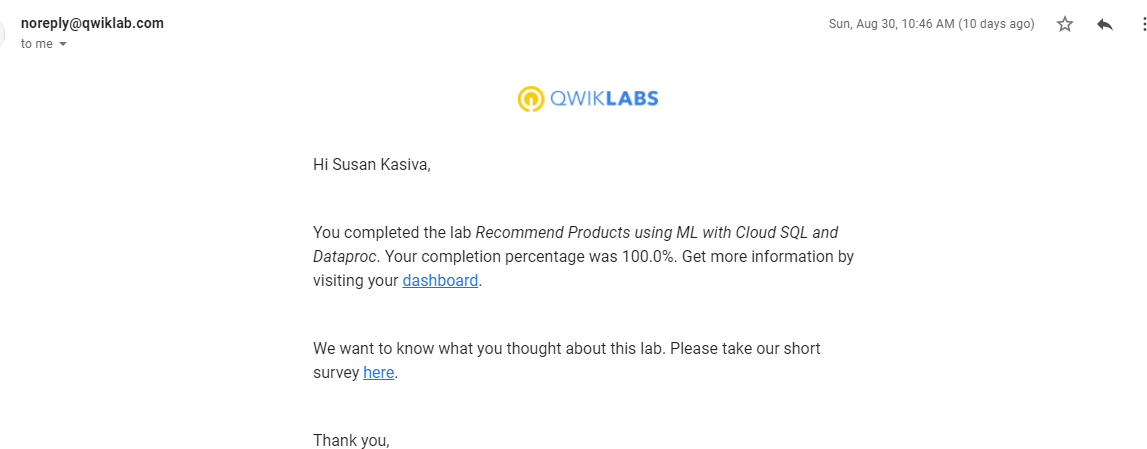 noreply@qwiklab.com
Sun, Aug 30, 10:46 AM (10 days ago)
to me
QWIKLABS
Hi Susan Kasiva,
You completed the lab Recommend Products using ML with Cloud SQL and
Dataproc. Your completion percentage was 100.0%. Get more information by
visiting your dashboard.
We want to know what you thought about this lab. Please take our short
survey here.
Thank you,